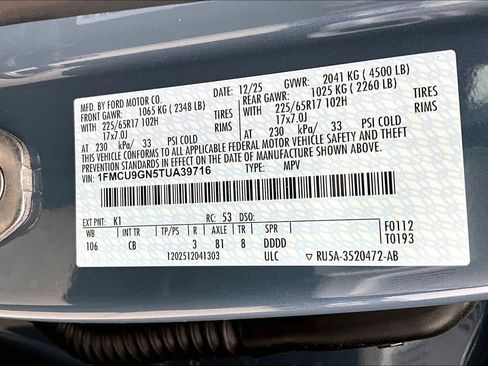 MFD. BY FORD MOTOR CO. DATE: 12/25 GVWR: 2041 KG ( 4500 LB)
FRONT GAWR: 1065 KG ( 2348 LB) REAR GAWR: 1025 KG ( 2260 LB)
WITH 225/65R17 102H TIRES WITH 225/65R17 102H TIRES
17x7.0J RIMS 17x7.0J RIMS
AT 230 kPa/ 33 PSI COLD AT 230 kPa/ 33 PSI COLD
THIS VEHICLE CONFORMS TO ALL APPLICABLE FEDERAL MOTOR VEHICLE SAFETY AND THEFT
PREVENTION STANDARDS IN EFFECT ON THE DATE OF MANUFACTURE SHOWN ABOVE.
VIN: 1FMCU9GN5TUA39716 TYPE: MPV
EXT PNT: K1 RC: 53 DSO:
WB BRK INT TR TP/PS R AXLE TR SPR F0112
106 CB 3 81 8 DDDD T0193
1202512041303 ULC ▽ RU5A-3520472-AB